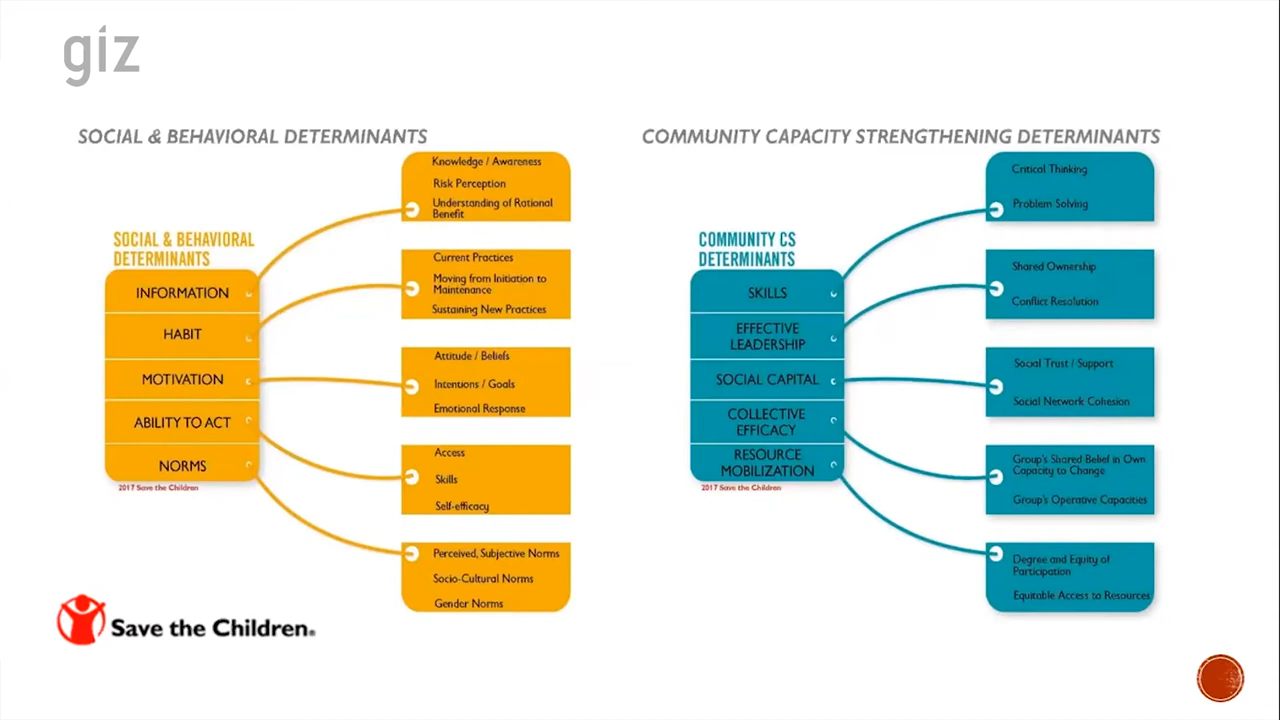 giz
SOCIAL & BEHAVIORAL DETERMINANTS
SOCIAL & BEHAVIORAL
DETERMINANTS
INFORMATION
HABIT
MOTIVATION
ABILITY TO ACT
NORMS
2017 Save the Children
Knowledge / Awareness
Risk Perception
Understanding of Rational
Benefit
Current Practices
Moving from Initiation to
Maintenance
Sustaining New Practices
Attitude / Beliefs
Intentions / Goals
Emotional Response
Access
Skills
Self-efficacy
Perceived, Subjective Norms
Socio-Cultural Norms
Gender Norms
COMMUNITY CAPACITY STRENGTHENING DETERMINANTS
COMMUNITY CS
DETERMINANTS
SKILLS
EFFECTIVE
LEADERSHIP
SOCIAL CAPITAL
COLLECTIVE
EFFICACY
RESOURCE
MOBILIZATION
2017 Save the Children
Critical Thinking
Problem Solving
Shared Ownership
Conflict Resolution
Social Trust / Support
Social Network Cohesion
Group's Shared Belief in Own
Capacity to Change
Group's Operative Capacities
Degree and Equity of
Participation
Equitable Access to Resources
Save the Children®